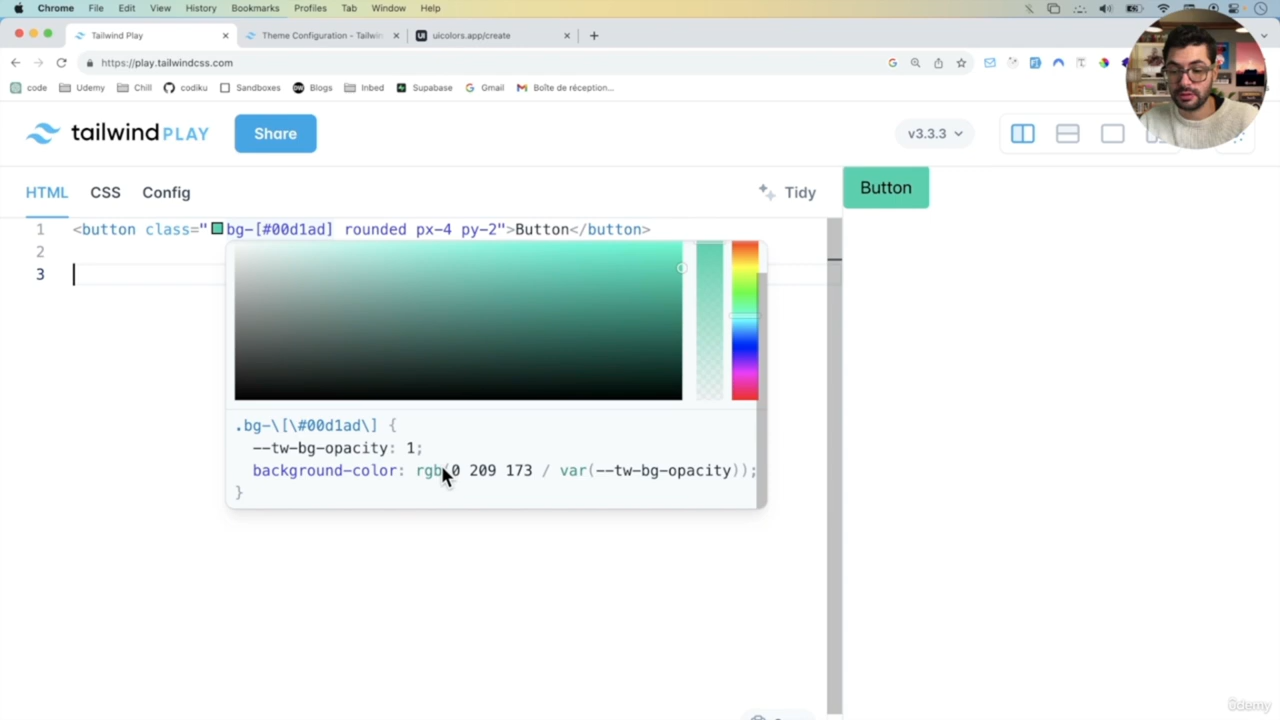 Chrome File Edit View History Bookmarks Profiles Tab Window Help
Tailwind Play
Theme Configuration - Tailwin
UI uicolors.app/create
https://play.tailwindcss.com
code Udemy Chill codiku Sandboxes Blogs Inbed Supabase Gmail Boîte de réception...
tailwind PLAY Share v3.3.3
HTML CSS Config Tidy
Button
1 <button class="bg-[#00d1ad] rounded px-4 py-2">Button</button>
2
3
.bg-\[\#00d1ad\] {
--tw-bg-opacity: 1;
background-color: rgb(0 209 173 / var(--tw-bg-opacity));
}
ûdemy